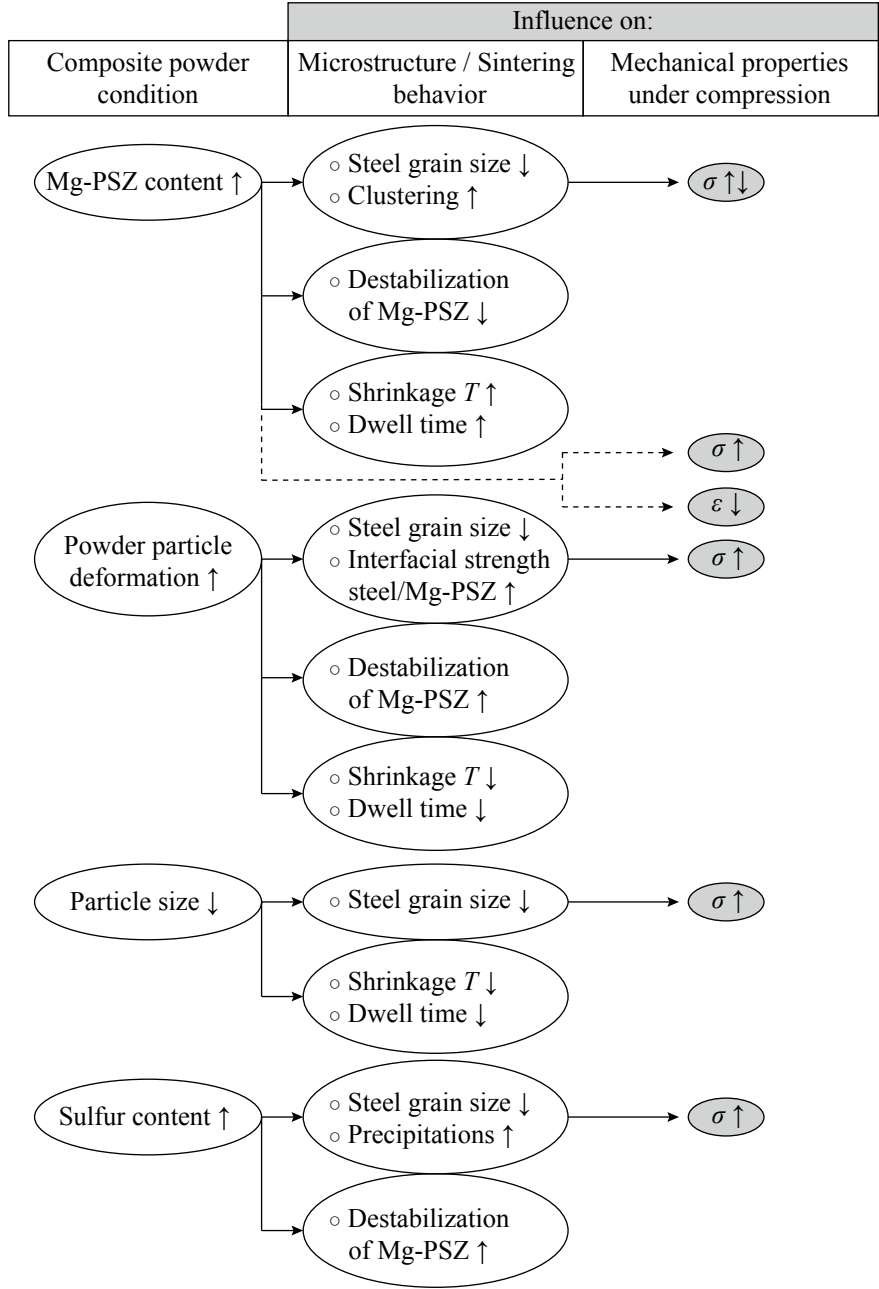 Influence on:
Composite powder
condition
Microstructure / Sintering
behavior
Mechanical properties
under compression
Mg-PSZ content ↑
○ Steel grain size ↓
○ Clustering ↑
σ ↑↓
○ Destabilization
of Mg-PSZ ↓
○ Shrinkage T ↑
○ Dwell time ↑
σ ↑
ε ↓
Powder particle
deformation ↑
○ Steel grain size ↓
○ Interfacial strength
steel/Mg-PSZ ↑
σ ↑
○ Destabilization
of Mg-PSZ ↑
○ Shrinkage T ↓
○ Dwell time ↓
Particle size ↓
○ Steel grain size ↓
σ ↑
○ Shrinkage T ↓
○ Dwell time ↓
Sulfur content ↑
○ Steel grain size ↓
○ Precipitations ↑
σ ↑
○ Destabilization
of Mg-PSZ ↑